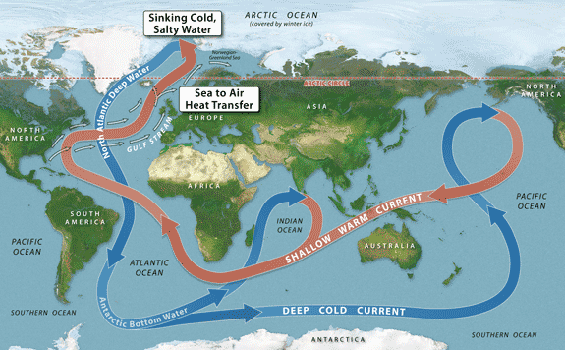 Sinking Cold,
Salty Water
ARCTIC OCEAN
(covered by winter ice)
Norwegian-
Greenland Sea
ARCTIC CIRCLE
North Atlantic Deep Water
Sea to Air
Heat Transfer
NORTH
AMERICA
EUROPE
ASIA
NORTH
AMERICA
GULF STREAM
AFRICA
SOUTH
AMERICA
INDIAN
OCEAN
PACIFIC
OCEAN
SHALLOW WARM CURRENT
AUSTRALIA
PACIFIC
OCEAN
ATLANTIC
OCEAN
Antarctic Bottom Water
DEEP COLD CURRENT
SOUTHERN OCEAN
SOUTHERN OCEAN
ANTARCTICA